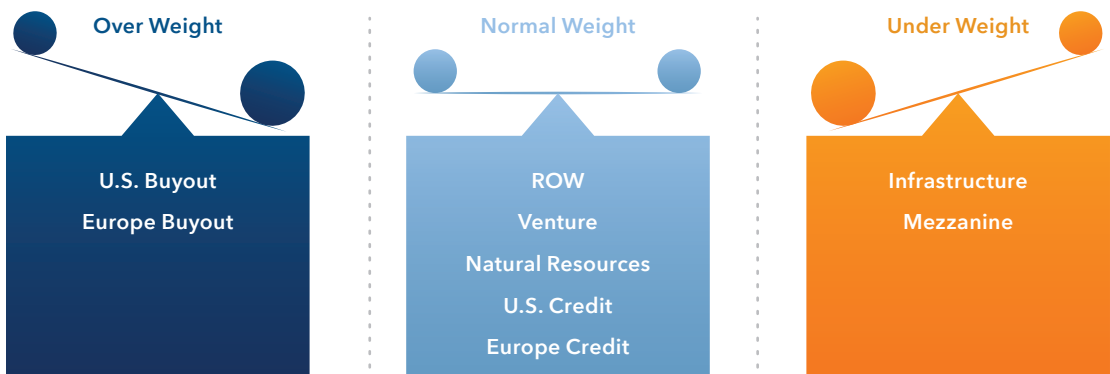 Over Weight
U.S. Buyout
Europe Buyout
Normal Weight
ROW
Venture
Natural Resources
U.S. Credit
Europe Credit
Under Weight
Infrastructure
Mezzanine